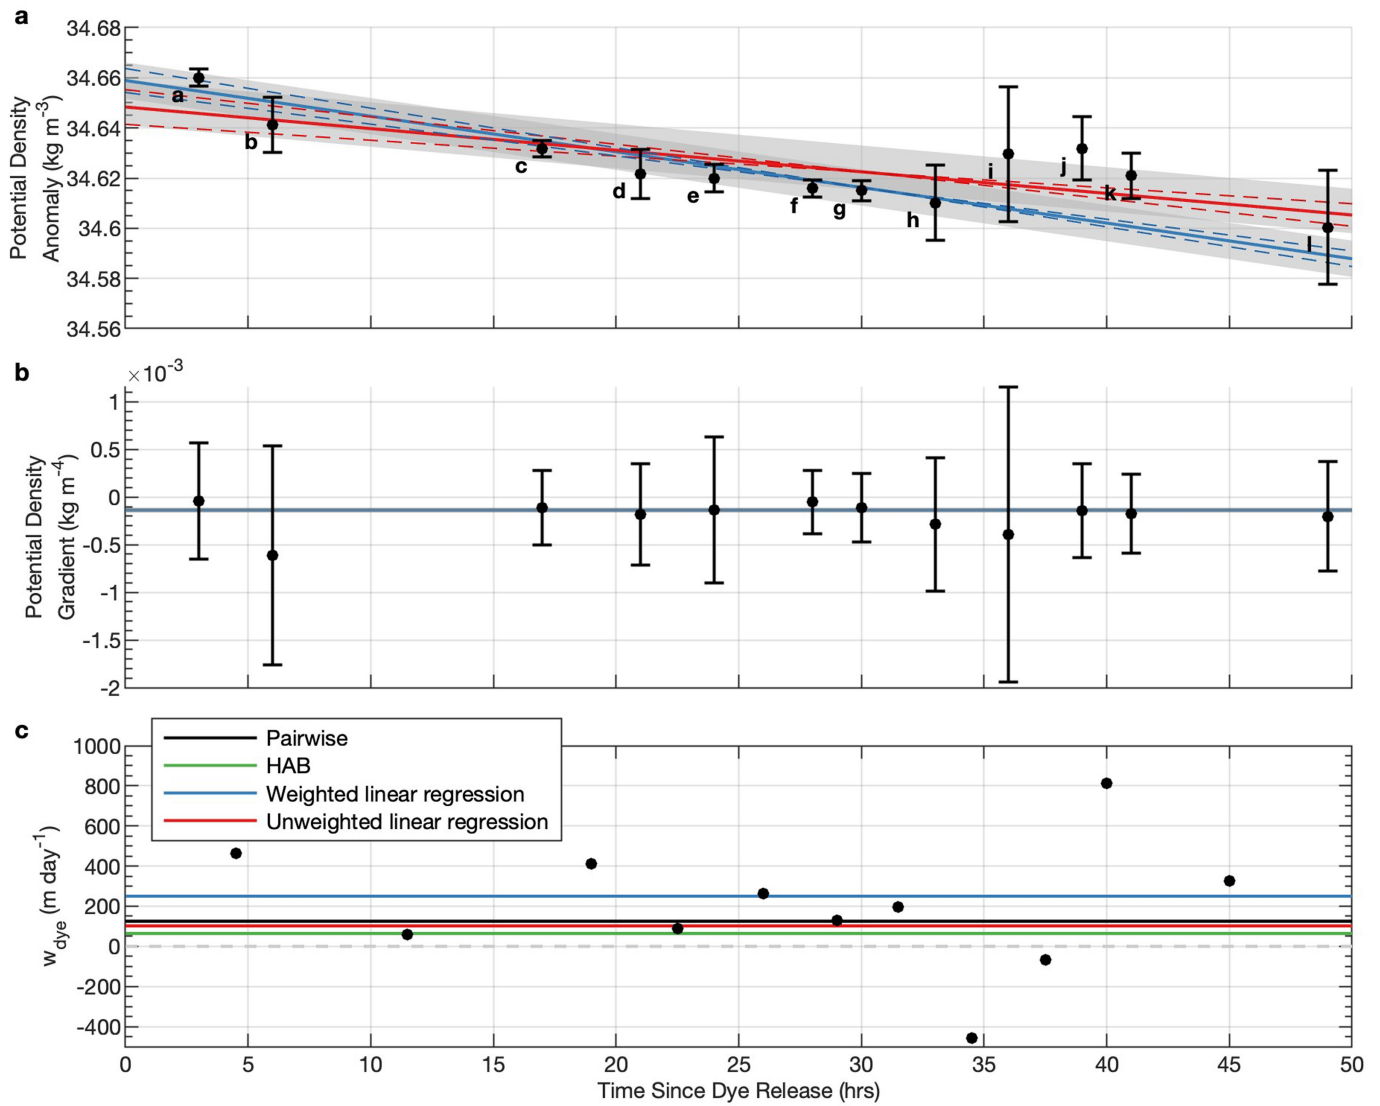 a
34.68
34.66
34.64
34.62
34.6
34.58
34.56
Potential Density
Anomaly (kg m-3)
a
b
c
d
e
f
g
h
i
j
k
l
b
×10-3
1
0.5
0
-0.5
-1
-1.5
-2
Potential Density
Gradient (kg m-4)
c
Pairwise
HAB
Weighted linear regression
Unweighted linear regression
1000
800
600
400
200
0
-200
-400
wdye (m day-1)
0 5 10 15 20 25 30 35 40 45 50
Time Since Dye Release (hrs)